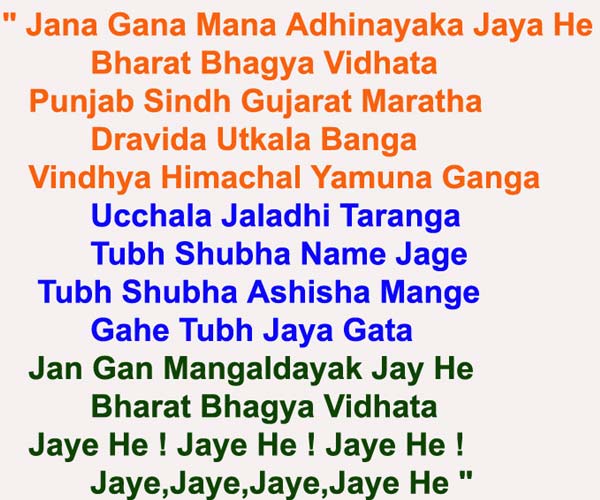 " Jana Gana Mana Adhinayaka Jaya He
Bharat Bhagya Vidhata
Punjab Sindh Gujarat Maratha
Dravida Utkala Banga
Vindhya Himachal Yamuna Ganga
Ucchala Jaladhi Taranga
Tubh Shubha Name Jage
Tubh Shubha Ashisha Mange
Gahe Tubh Jaya Gata
Jan Gan Mangaldayak Jay He
Bharat Bhagya Vidhata
Jaye He ! Jaye He ! Jaye He !
Jaye,Jaye,Jaye,Jaye He "